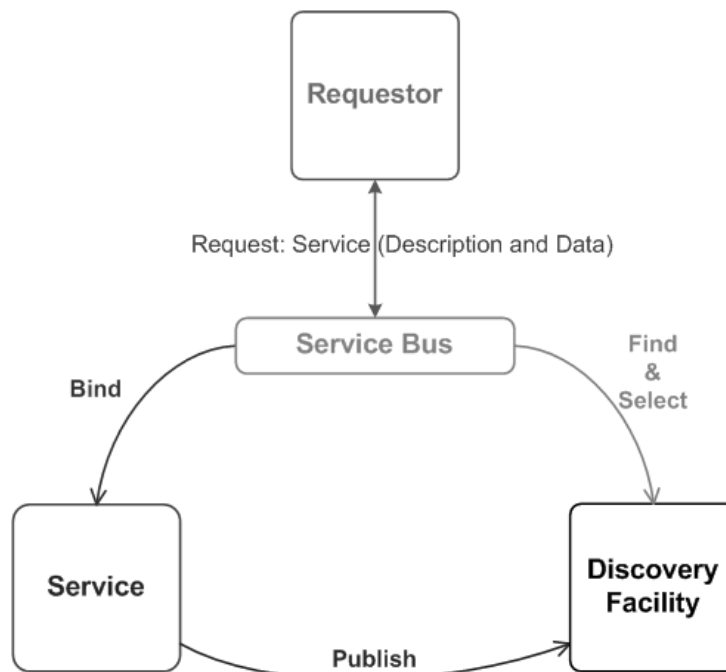 Requestor
Request: Service (Description and Data)
Service Bus
Find
&
Select
Bind
Service
Discovery
Facility
Publish